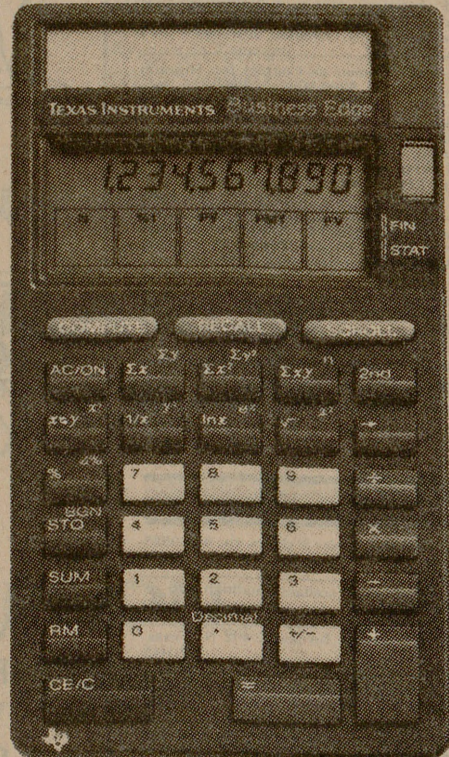 TEXAS INSTRUMENTS Business Edge
1,234,567,890
N %I PV PMT FV
FIN
STAT
COMPUTE RECALL SCROLL
Σy Σy² n
AC/ON Σx Σx² Σxy 2nd
eˣ x²
1/x lnx √ →
Δ%
% 7 8 9 ÷
BGN
STO 4 5 6 ×
SUM 1 2 3 −
Decimal
RM 0 . +/− +
CE/C =